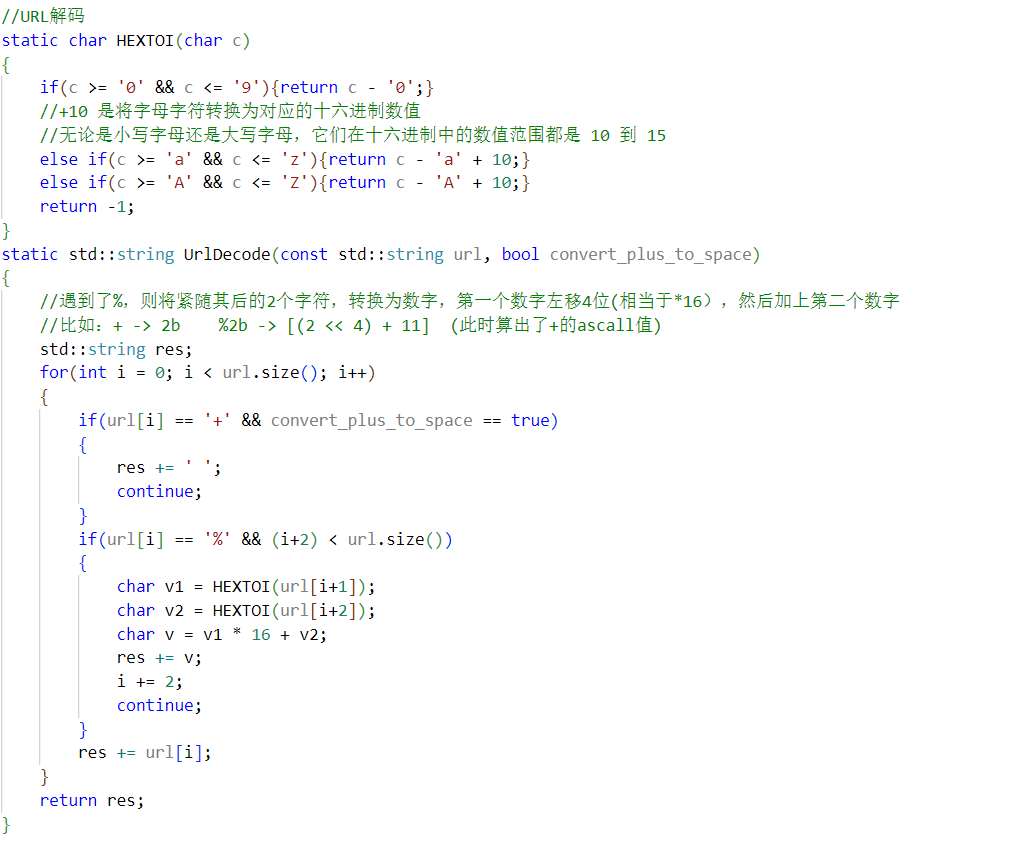 //URL解码
static char HEXTOI(char c)
{
    if(c >= '0' && c <= '9'){return c - '0';}
    //+10 是将字母字符转换为对应的十六进制数值
    //无论是小写字母还是大写字母，它们在十六进制中的数值范围都是 10 到 15
    else if(c >= 'a' && c <= 'z'){return c - 'a' + 10;}
    else if(c >= 'A' && c <= 'Z'){return c - 'A' + 10;}
    return -1;
}
static std::string UrlDecode(const std::string url, bool convert_plus_to_space)
{
    //遇到了%，则将紧随其后的2个字符，转换为数字，第一个数字左移4位(相当于*16），然后加上第二个数字
    //比如：+ -> 2b    %2b -> [(2 << 4) + 11]  (此时算出了+的ascall值)
    std::string res;
    for(int i = 0; i < url.size(); i++)
    {
        if(url[i] == '+' && convert_plus_to_space == true)
        {
            res += ' ';
            continue;
        }
        if(url[i] == '%' && (i+2) < url.size())
        {
            char v1 = HEXTOI(url[i+1]);
            char v2 = HEXTOI(url[i+2]);
            char v = v1 * 16 + v2;
            res += v;
            i += 2;
            continue;
        }
        res += url[i];
    }
    return res;
}